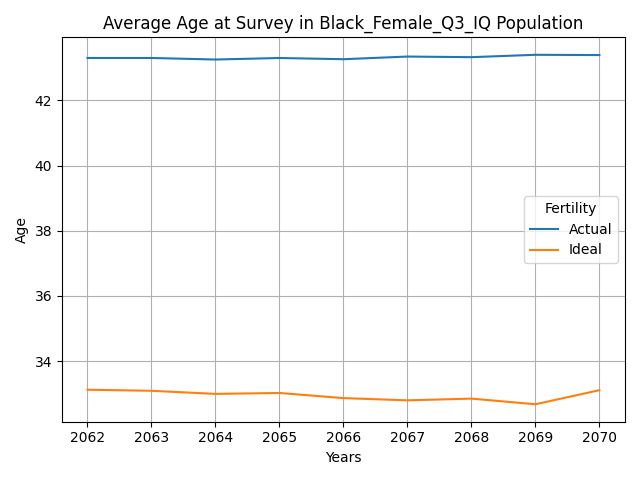 Average Age at Survey in Black_Female_Q3_IQ Population
Age
42
40
38
36
34
Fertility
Actual
Ideal
2062 2063 2064 2065 2066 2067 2068 2069 2070
Years